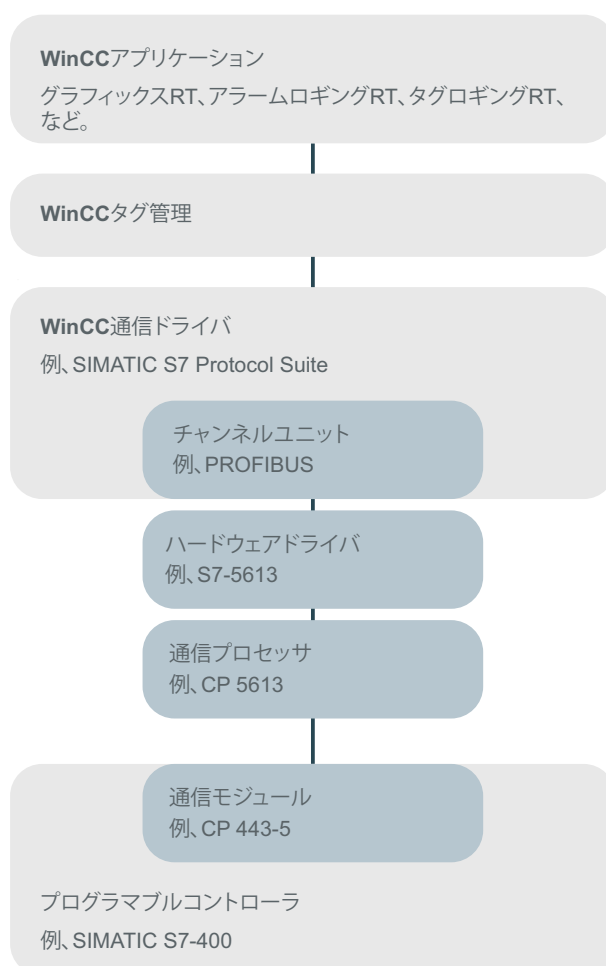 WinCCアプリケーション
グラフィックスRT、アラームロギングRT、タグロギングRT、
など。
WinCCタグ管理
WinCC通信ドライバ
例、SIMATIC S7 Protocol Suite
チャンネルユニット
例、PROFIBUS
ハードウェアドライバ
例、S7-5613
通信プロセッサ
例、CP 5613
通信モジュール
例、CP 443-5
プログラマブルコントローラ
例、SIMATIC S7-400